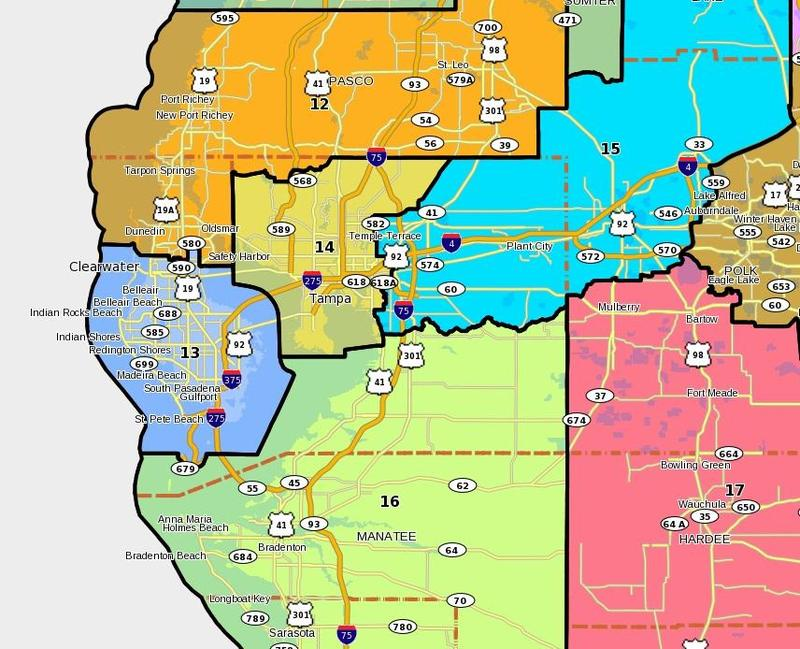 SUMTER
595
471
700
98
St. Leo
19
41
PASCO
93
579A
12
Port Richey
New Port Richey
301
54
56
39
33
15
75
4
Tarpon Springs
568
559
Lake Alfred
17
19A
41
546
Auburndale
Winter Haven
582
92
555
Lake
Dunedin
Oldsmar
589
Temple Terrace
4
542
580
14
Plant City
Safety Harbor
92
572
570
Clearwater
590
574
POLK
Eagle Lake
19
275
618
618A
60
653
Belleair
Tampa
Belleair Beach
Mulberry
60
Indian Rocks Beach
688
75
Bartow
585
Indian Shores
92
Redington Shores
13
301
98
699
Madeira Beach
375
41
South Pasadena
Gulfport
37
Fort Meade
St. Pete Beach
275
674
664
679
Bowling Green
55
45
62
17
16
Wauchula
650
Anna Maria
Holmes Beach
41
93
64 A
35
MANATEE
HARDEE
Bradenton
Bradenton Beach
684
64
Longboat Key
70
789
301
780
Sarasota
75